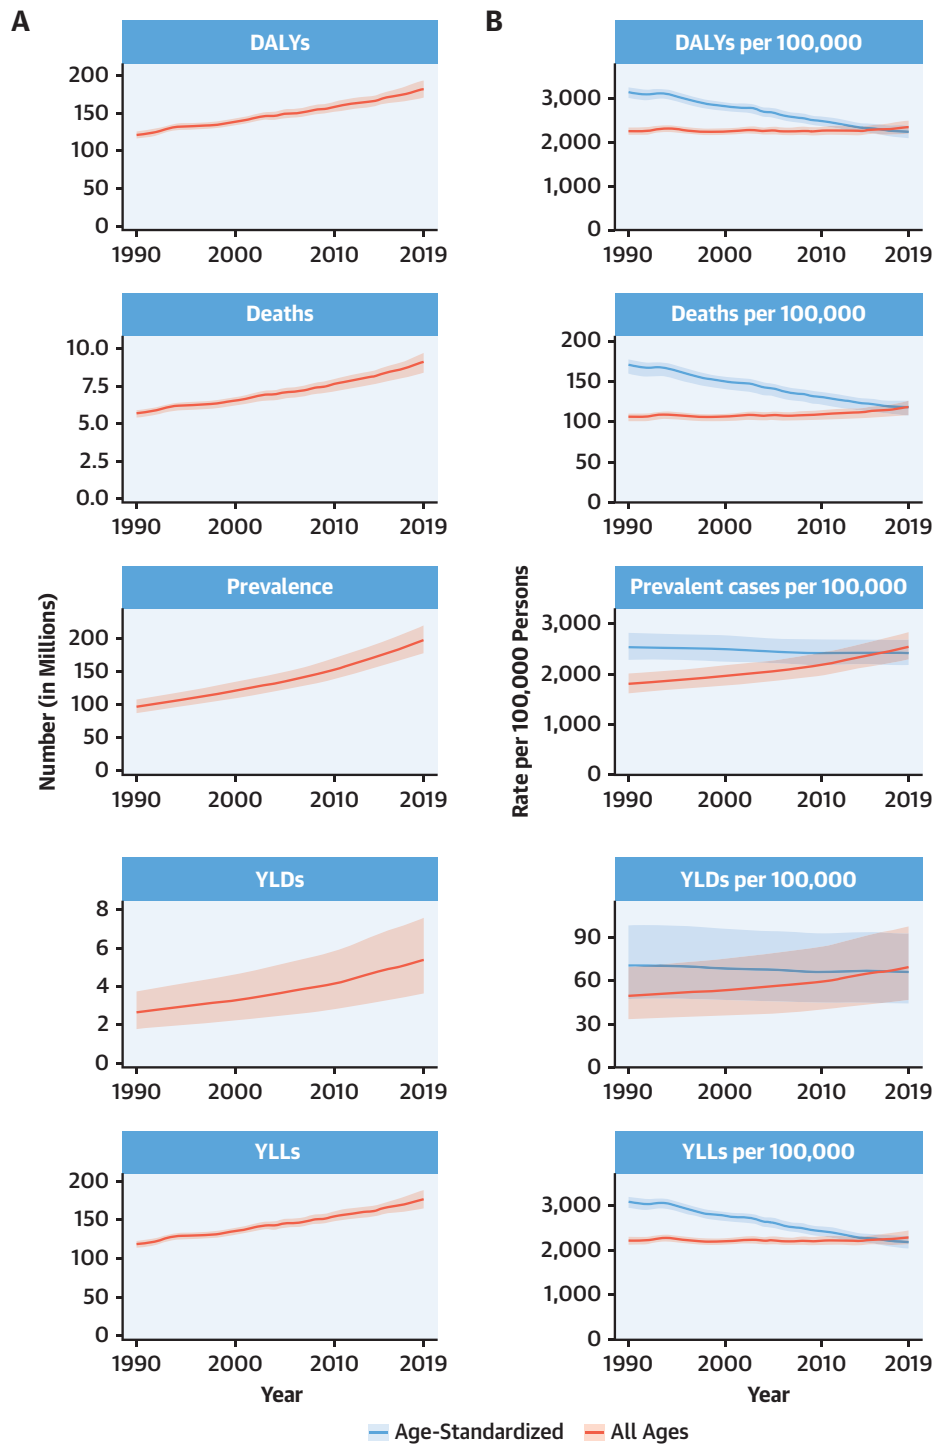 A
DALYs
200
150
100
50
0
1990 2000 2010 2019
Deaths
10.0
7.5
5.0
2.5
0.0
1990 2000 2010 2019
Number (in Millions)
Prevalence
200
150
100
50
0
1990 2000 2010 2019
YLDs
8
6
4
2
0
1990 2000 2010 2019
YLLs
200
150
100
50
0
1990 2000 2010 2019
Year
B
DALYs per 100,000
3,000
2,000
1,000
0
1990 2000 2010 2019
Deaths per 100,000
200
150
100
50
0
1990 2000 2010 2019
Rate per 100,000 Persons
Prevalent cases per 100,000
3,000
2,000
1,000
0
1990 2000 2010 2019
YLDs per 100,000
90
60
30
0
1990 2000 2010 2019
YLLs per 100,000
3,000
2,000
1,000
0
1990 2000 2010 2019
Year
Age-Standardized All Ages